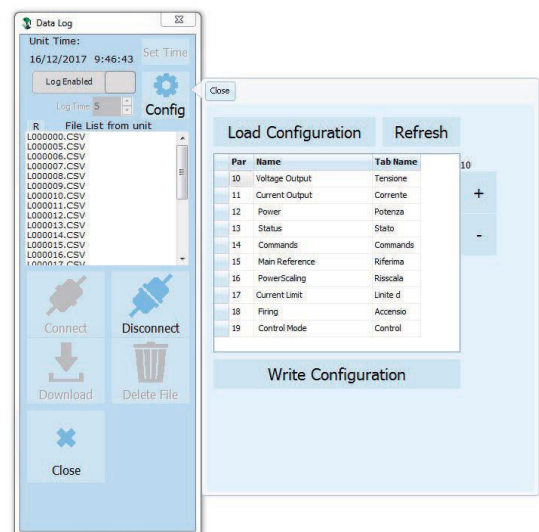 Data Log
Unit Time:
16/12/2017 9:46:43
Set Time
Log Enabled
Log Time 5
Config
R File List from unit
L000000.CSV
L000005.CSV
L000006.CSV
L000007.CSV
L000008.CSV
L000009.CSV
L000010.CSV
L000011.CSV
L000012.CSV
L000013.CSV
L000014.CSV
L000015.CSV
L000016.CSV
L000017.CSV
Connect
Disconnect
Download
Delete File
Close
Close
Load Configuration
Refresh
Par Name Tab Name
10 Voltage Output Tensione
11 Current Output Corrente
12 Power Potenza
13 Status Stato
14 Commands Commands
15 Main Reference Riferima
16 PowerScaling Risscala
17 Current Limit Linite d
18 Firing Accensio
19 Control Mode Control
10
+
-
Write Configuration